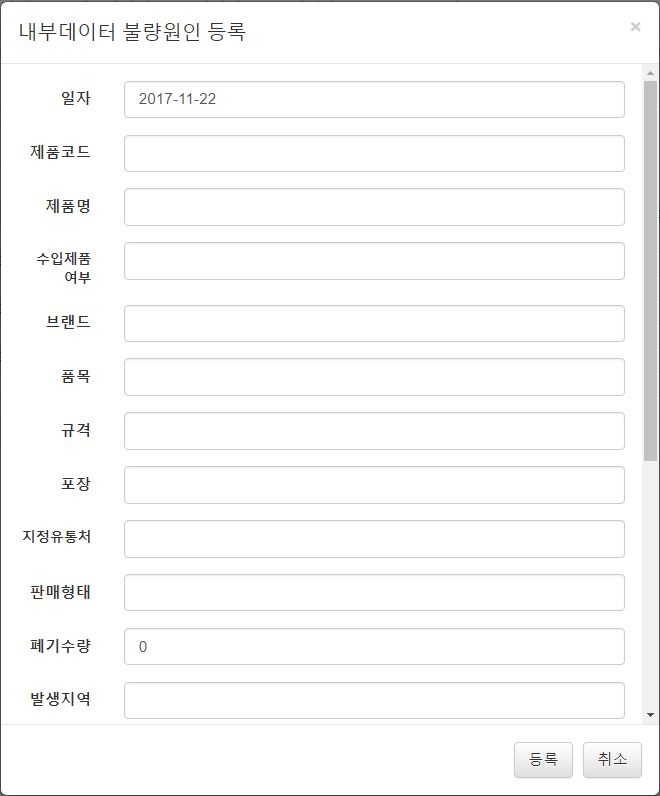 내부데이터 불량원인 등록
×
일자
2017-11-22
제품코드
제품명
수입제품
여부
브랜드
품목
규격
포장
지정유통처
판매형태
폐기수량
0
발생지역
등록
취소